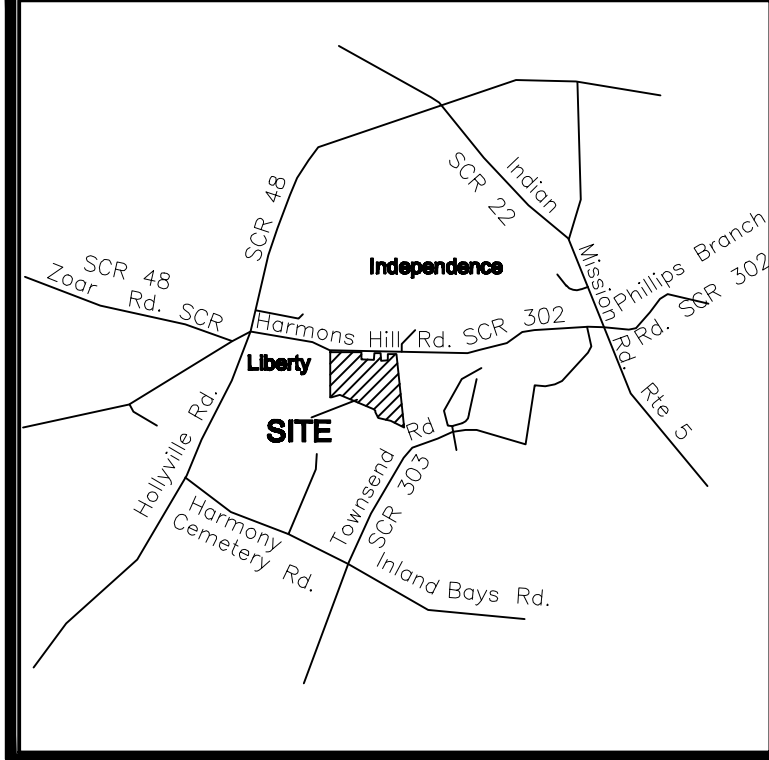 SCR 22
Indian
SCR 48
Mission Rd. Rte 5
Phillips Branch
Rd. SCR 302
Independence
SCR 48
Zoar Rd. SCR
Harmons Hill Rd. SCR 302
Liberty
SITE
Hollyville Rd.
Townsend Rd
SCR 303
Harmony
Cemetery Rd.
Inland Bays Rd.